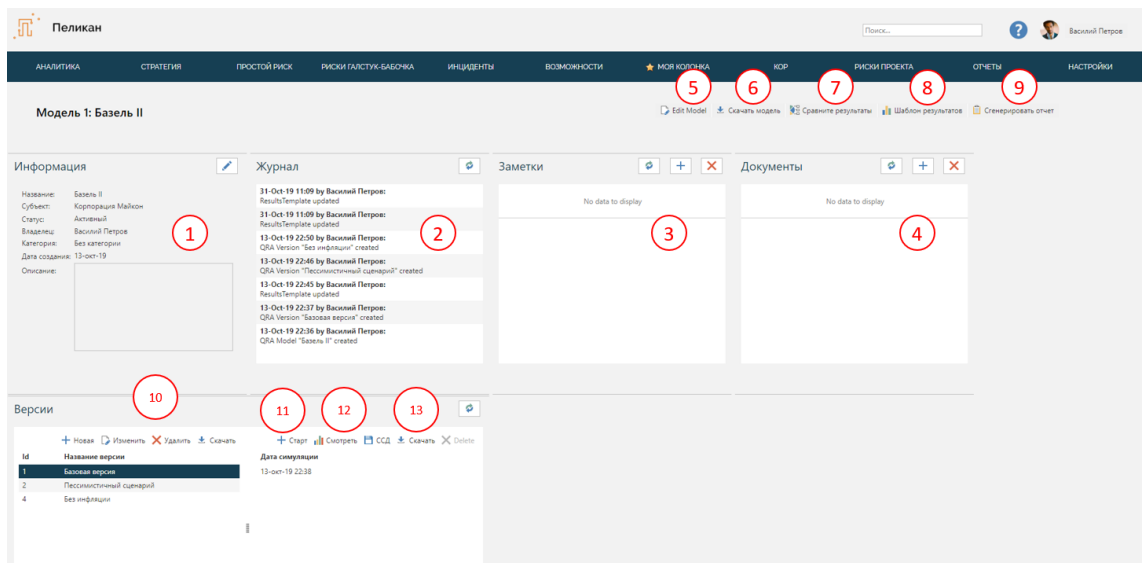 Пеликан
Поиск...
?
Василий Петров
АНАЛИТИКА СТРАТЕГИЯ ПРОСТОЙ РИСК РИСКИ ГАЛСТУК-БАБОЧКА ИНЦИДЕНТЫ ВОЗМОЖНОСТИ МОЯ КОЛОНКА КОР РИСКИ ПРОЕКТА ОТЧЕТЫ НАСТРОЙКИ
5 6 7 8 9
Модель 1: Базель II
Edit Model Скачать модель Сравните результаты Шаблон результатов Сгенерировать отчет
Информация
Название: Базель II
Субъект: Корпорация Майкон
Статус: Активный
Владелец: Василий Петров
Категория: Без категории
Дата создания: 13-окт-19
Описание:
1
Журнал
31-Oct-19 11:09 by Василий Петров:
ResultsTemplate updated
31-Oct-19 11:09 by Василий Петров:
ResultsTemplate updated
13-Oct-19 22:50 by Василий Петров:
QRA Version "Без инфляции" created
13-Oct-19 22:46 by Василий Петров:
QRA Version "Пессимистичный сценарий" created
13-Oct-19 22:45 by Василий Петров:
ResultsTemplate updated
13-Oct-19 22:37 by Василий Петров:
QRA Version "Базовая версия" created
13-Oct-19 22:36 by Василий Петров:
QRA Model "Базель II" created
2
Заметки
No data to display
3
Документы
No data to display
4
Версии
10
Новая Изменить Удалить Скачать
Id Название версии
1 Базовая версия
2 Пессимистичный сценарий
4 Без инфляции
11 12 13
Старт Смотреть ССД Скачать Delete
Дата симуляции
13-окт-19 22:38